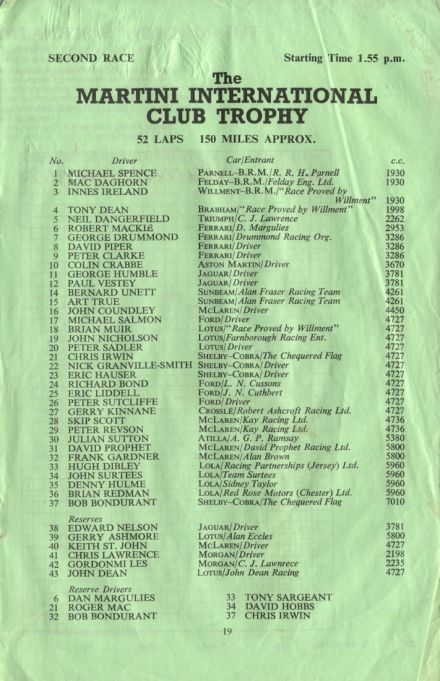 SECOND RACE Starting Time 1.55 p.m.
The
MARTINI INTERNATIONAL
CLUB TROPHY
52 LAPS 150 MILES APPROX.
No. Driver Car/Entrant c.c.
1 MICHAEL SPENCE PARNELL–B.R.M./R. R. H. Parnell 1930
2 MAC DAGHORN FELDAY–B.R.M./Felday Eng. Ltd. 1930
3 INNES IRELAND WILLMENT–B.R.M./"Race Proved by
Willment" 1930
4 TONY DEAN BRABHAM/"Race Proved by Willment" 1998
5 NEIL DANGERFIELD TRIUMPH/C. J. Lawrence 2262
6 ROBERT MACKIE FERRARI/D. Margulies 2953
7 GEORGE DRUMMOND FERRARI/Drummond Racing Org. 3286
8 DAVID PIPER FERRARI/Driver 3286
9 PETER CLARKE FERRARI/Driver 3286
10 COLIN CRABBE ASTON MARTIN/Driver 3670
11 GEORGE HUMBLE JAGUAR/Driver 3781
12 PAUL VESTEY JAGUAR/Driver 3781
14 BERNARD UNETT SUNBEAM/Alan Fraser Racing Team 4261
15 ART TRUE SUNBEAM/Alan Fraser Racing Team 4261
16 JOHN COUNDLEY McLAREN/Driver 4450
17 MICHAEL SALMON FORD/Driver 4727
18 BRIAN MUIR LOTUS/"Race Proved by Willment" 4727
19 JOHN NICHOLSON LOTUS/Farnborough Racing Ent. 4727
20 PETER SADLER LOTUS/Driver 4727
21 CHRIS IRWIN SHELBY–COBRA/The Chequered Flag 4727
22 NICK GRANVILLE-SMITH SHELBY–COBRA/Driver 4727
23 ERIC HAUSER SHELBY–COBRA/Driver 4727
24 RICHARD BOND FORD/L. N. Cussons 4727
25 ERIC LIDDELL FORD/J. N. Cuthbert 4727
26 PETER SUTCLIFFE FORD/Driver 4727
27 GERRY KINNANE CROSSLÉ/Robert Ashcroft Racing Ltd. 4727
28 SKIP SCOTT McLAREN/Kay Racing Ltd. 4736
29 PETER REVSON McLAREN/Kay Racing Ltd. 4736
30 JULIAN SUTTON ATILLA/A. G. P. Ramsay 5380
31 DAVID PROPHET McLAREN/David Prophet Racing Ltd. 5800
32 FRANK GARDNER McLAREN/Alan Brown 5800
33 HUGH DIBLEY LOLA/Racing Partnerships (Jersey) Ltd. 5960
34 JOHN SURTEES LOLA/Team Surtees 5960
35 DENNY HULME LOLA/Sidney Taylor 5960
36 BRIAN REDMAN LOLA/Red Rose Motors (Chester) Ltd. 5960
37 BOB BONDURANT SHELBY–COBRA/The Chequered Flag 7010
Reserves
38 EDWARD NELSON JAGUAR/Driver 3781
39 GERRY ASHMORE LOTUS/Alan Eccles 5800
40 KEITH ST. JOHN McLAREN/Driver 4727
41 CHRIS LAWRENCE MORGAN/Driver 2198
42 GORDONMI LES MORGAN/C. J. Lawnrece 2235
43 JOHN DEAN LOTUS/John Dean Racing 4727
Reserve Drivers
6 DAN MARGULIES 33 TONY SARGEANT
21 ROGER MAC 34 DAVID HOBBS
32 BOB BONDURANT 37 CHRIS IRWIN
19